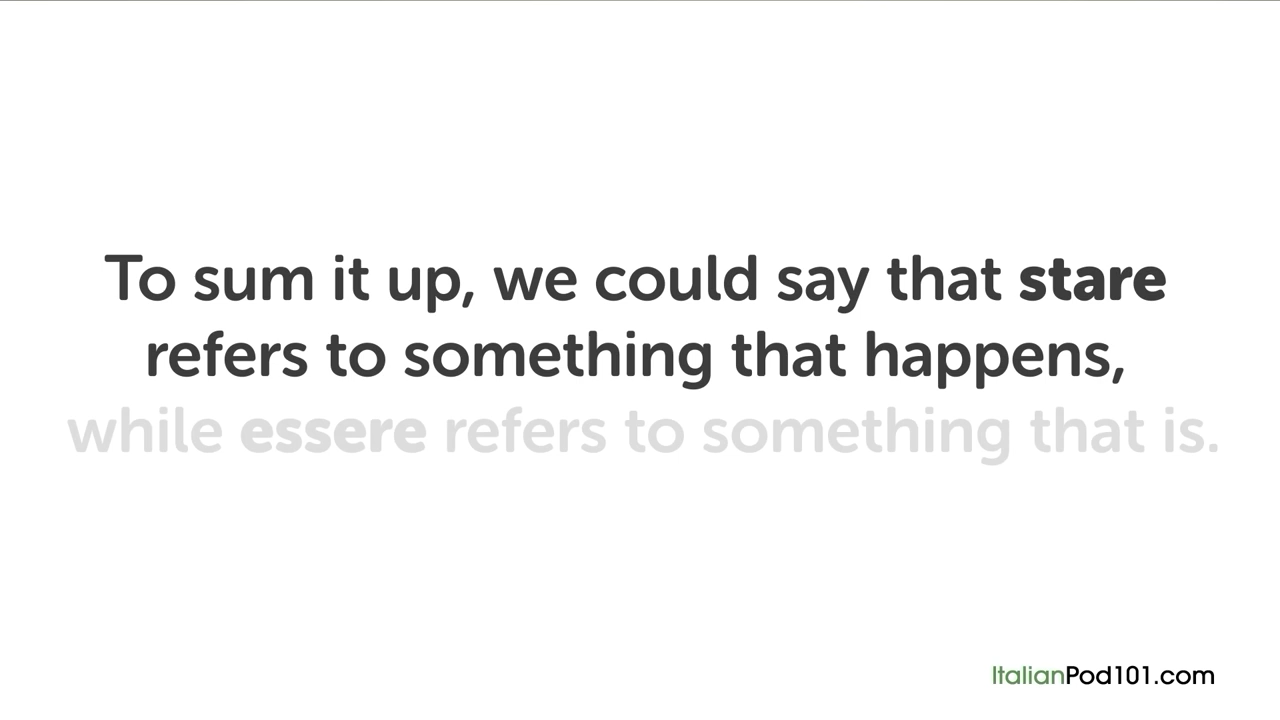 To sum it up, we could say that stare
refers to something that happens,
while essere refers to something that is.
ItalianPod101.com